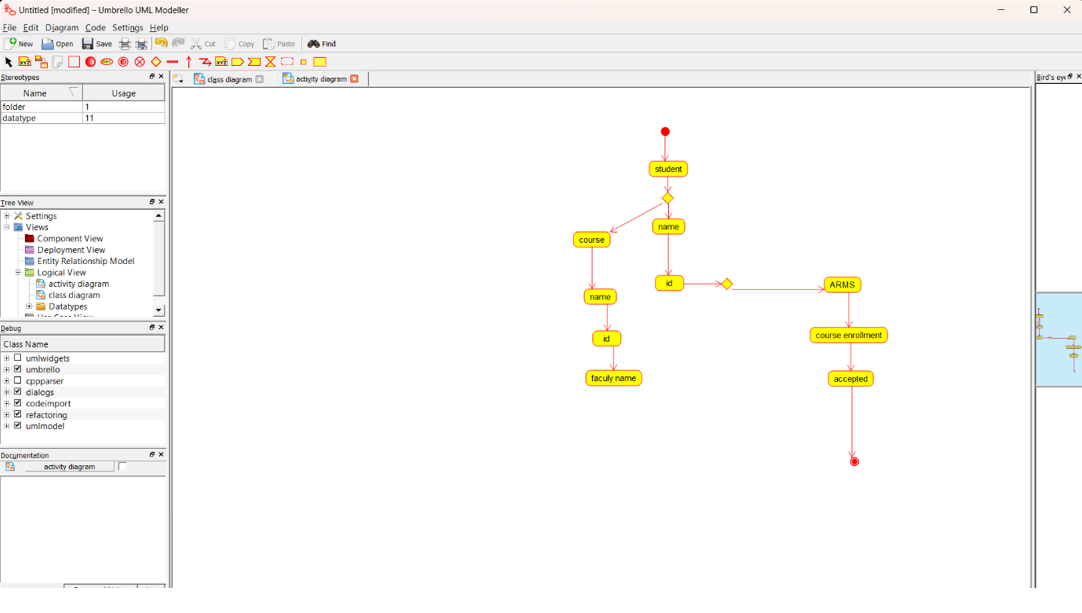 Untitled [modified] – Umbrello UML Modeller
File Edit Diagram Code Settings Help
New Open Save Cut Copy Paste Find
Stereotypes
Name Usage
folder 1
datatype 11
Tree View
Settings
Views
Component View
Deployment View
Entity Relationship Model
Logical View
activity diagram
class diagram
Datatypes
Debug
Class Name
umlwidgets
umbrello
cppparser
dialogs
codeimport
refactoring
umlmodel
Documentation
activity diagram
class diagram activity diagram
student
name
course
id
ARMS
name
course enrollment
id
faculy name
accepted
Bird's eye